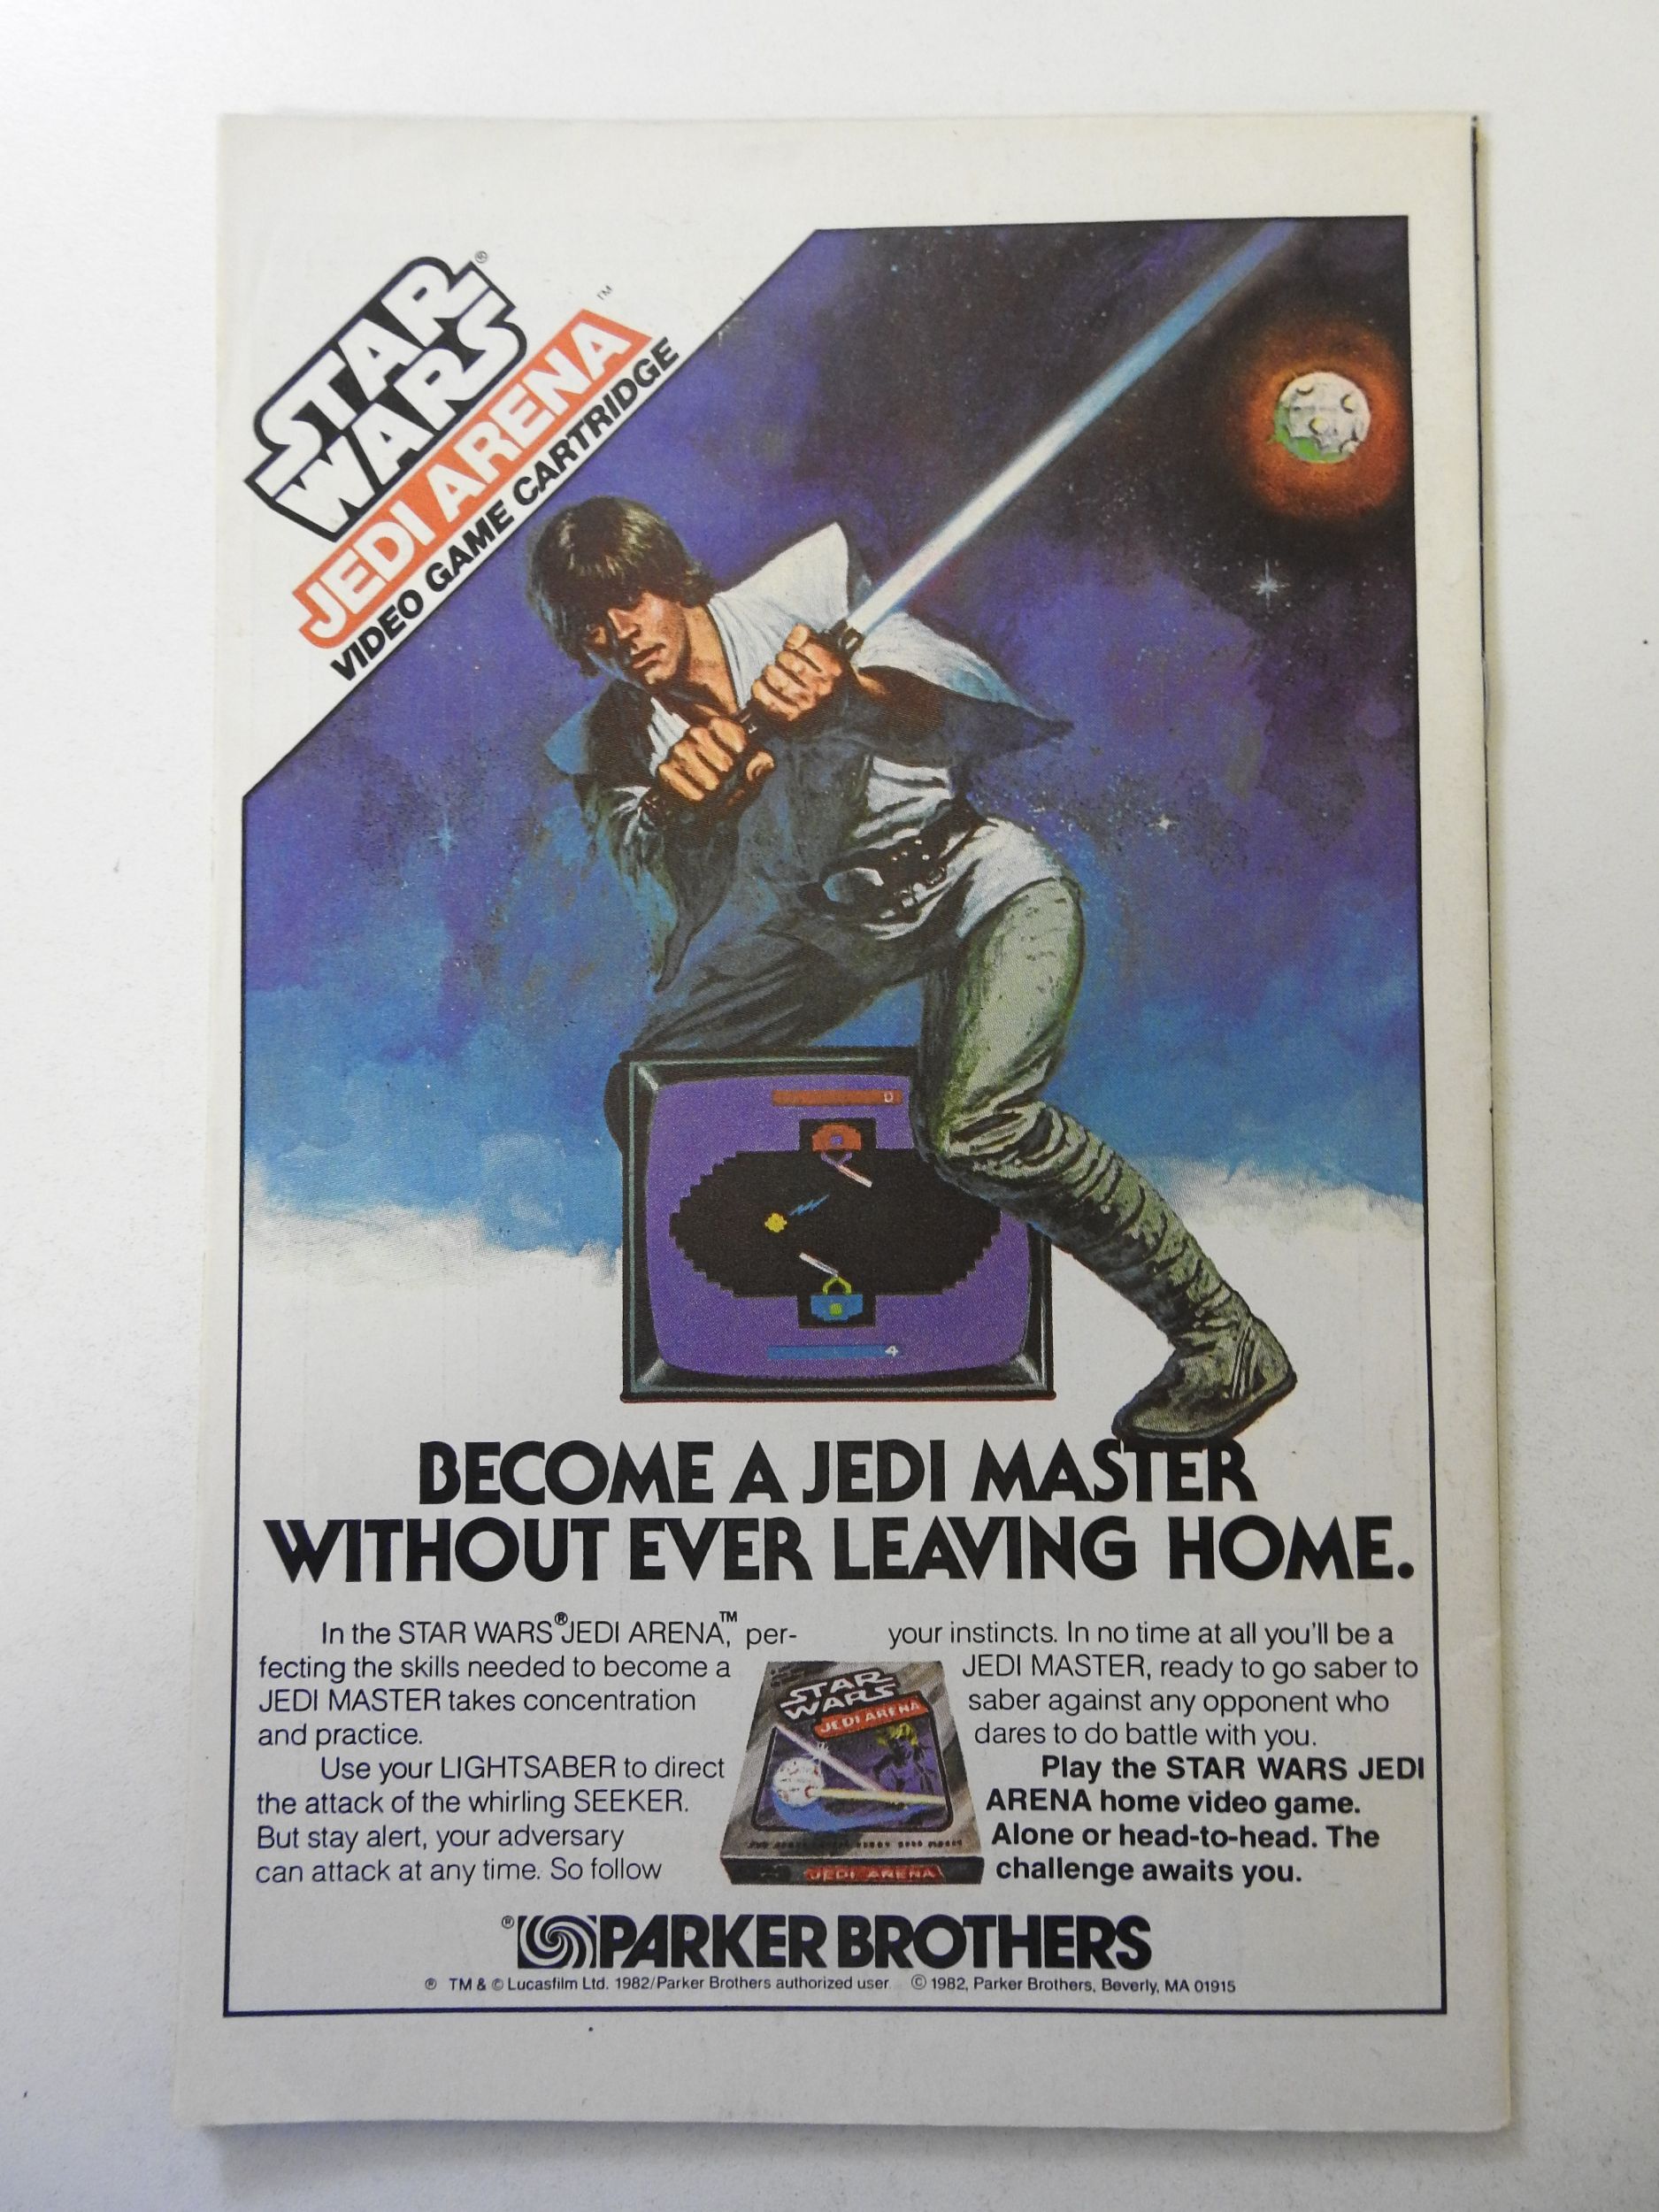 STAR
WARS®
JEDI ARENA™
VIDEO GAME CARTRIDGE
0
4
BECOME A JEDI MASTER
WITHOUT EVER LEAVING HOME.
In the STAR WARS® JEDI ARENA,™ per-
fecting the skills needed to become a
JEDI MASTER takes concentration
and practice.
Use your LIGHTSABER to direct
the attack of the whirling SEEKER.
But stay alert, your adversary
can attack at any time. So follow
your instincts. In no time at all you'll be a
JEDI MASTER, ready to go saber to
saber against any opponent who
dares to do battle with you.
Play the STAR WARS JEDI
ARENA home video game.
Alone or head-to-head. The
challenge awaits you.
STAR
WARS
JEDI ARENA
JEDI ARENA
® PARKER BROTHERS
® TM & © Lucasfilm Ltd. 1982/Parker Brothers authorized user © 1982, Parker Brothers, Beverly, MA 01915